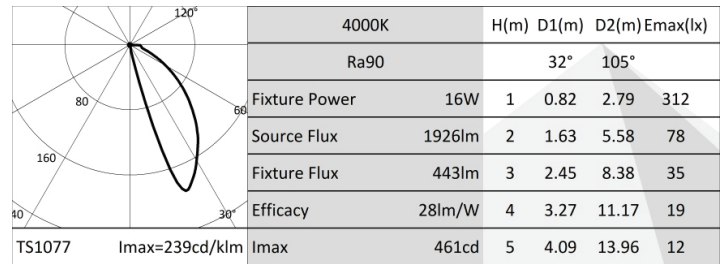 120°
80
60
160
40
30°
TS1077 Imax=239cd/klm
4000K
Ra90
Fixture Power 16W
Source Flux 1926lm
Fixture Flux 443lm
Efficacy 28lm/W
Imax 461cd
H(m) D1(m) D2(m) Emax(lx)
32° 105°
1 0.82 2.79 312
2 1.63 5.58 78
3 2.45 8.38 35
4 3.27 11.17 19
5 4.09 13.96 12